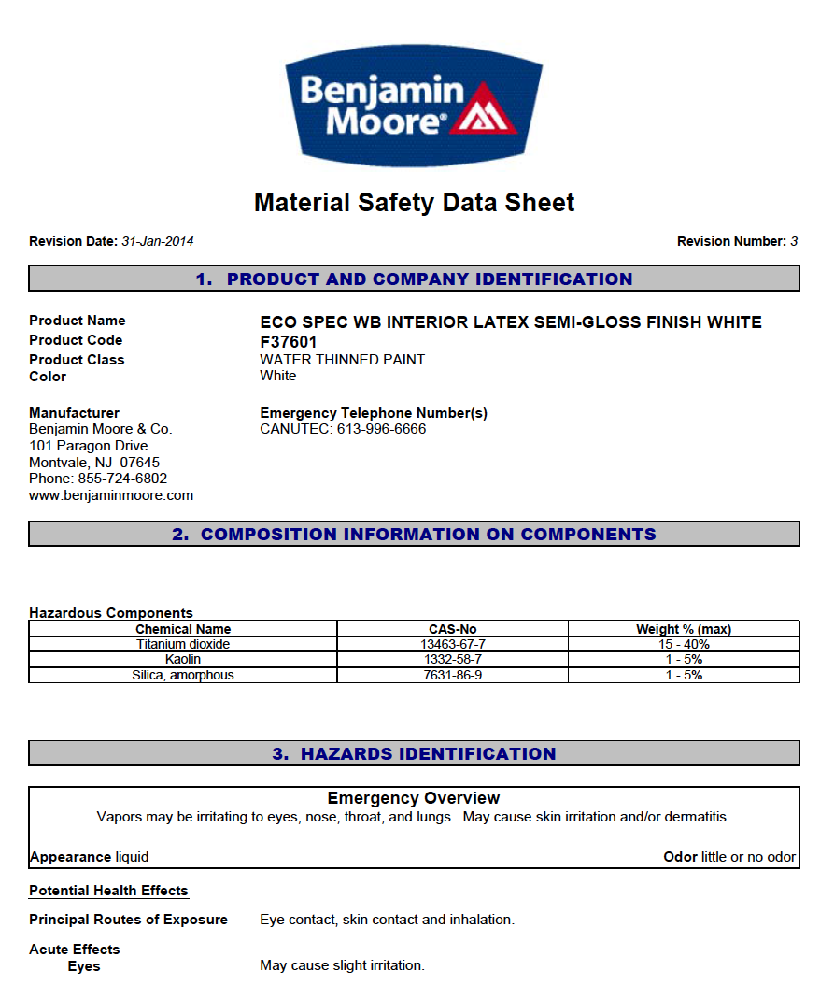 Benjamin
Moore®
Material Safety Data Sheet
Revision Date: 31-Jan-2014 Revision Number: 3
1. PRODUCT AND COMPANY IDENTIFICATION
Product Name ECO SPEC WB INTERIOR LATEX SEMI-GLOSS FINISH WHITE
Product Code F37601
Product Class WATER THINNED PAINT
Color White
Manufacturer Emergency Telephone Number(s)
Benjamin Moore & Co. CANUTEC: 613-996-6666
101 Paragon Drive
Montvale, NJ 07645
Phone: 855-724-6802
www.benjaminmoore.com
2. COMPOSITION INFORMATION ON COMPONENTS
Hazardous Components
Chemical Name CAS-No Weight % (max)
Titanium dioxide 13463-67-7 15 - 40%
Kaolin 1332-58-7 1 - 5%
Silica, amorphous 7631-86-9 1 - 5%
3. HAZARDS IDENTIFICATION
Emergency Overview
Vapors may be irritating to eyes, nose, throat, and lungs. May cause skin irritation and/or dermatitis.
Appearance liquid Odor little or no odor
Potential Health Effects
Principal Routes of Exposure Eye contact, skin contact and inhalation.
Acute Effects
Eyes May cause slight irritation.